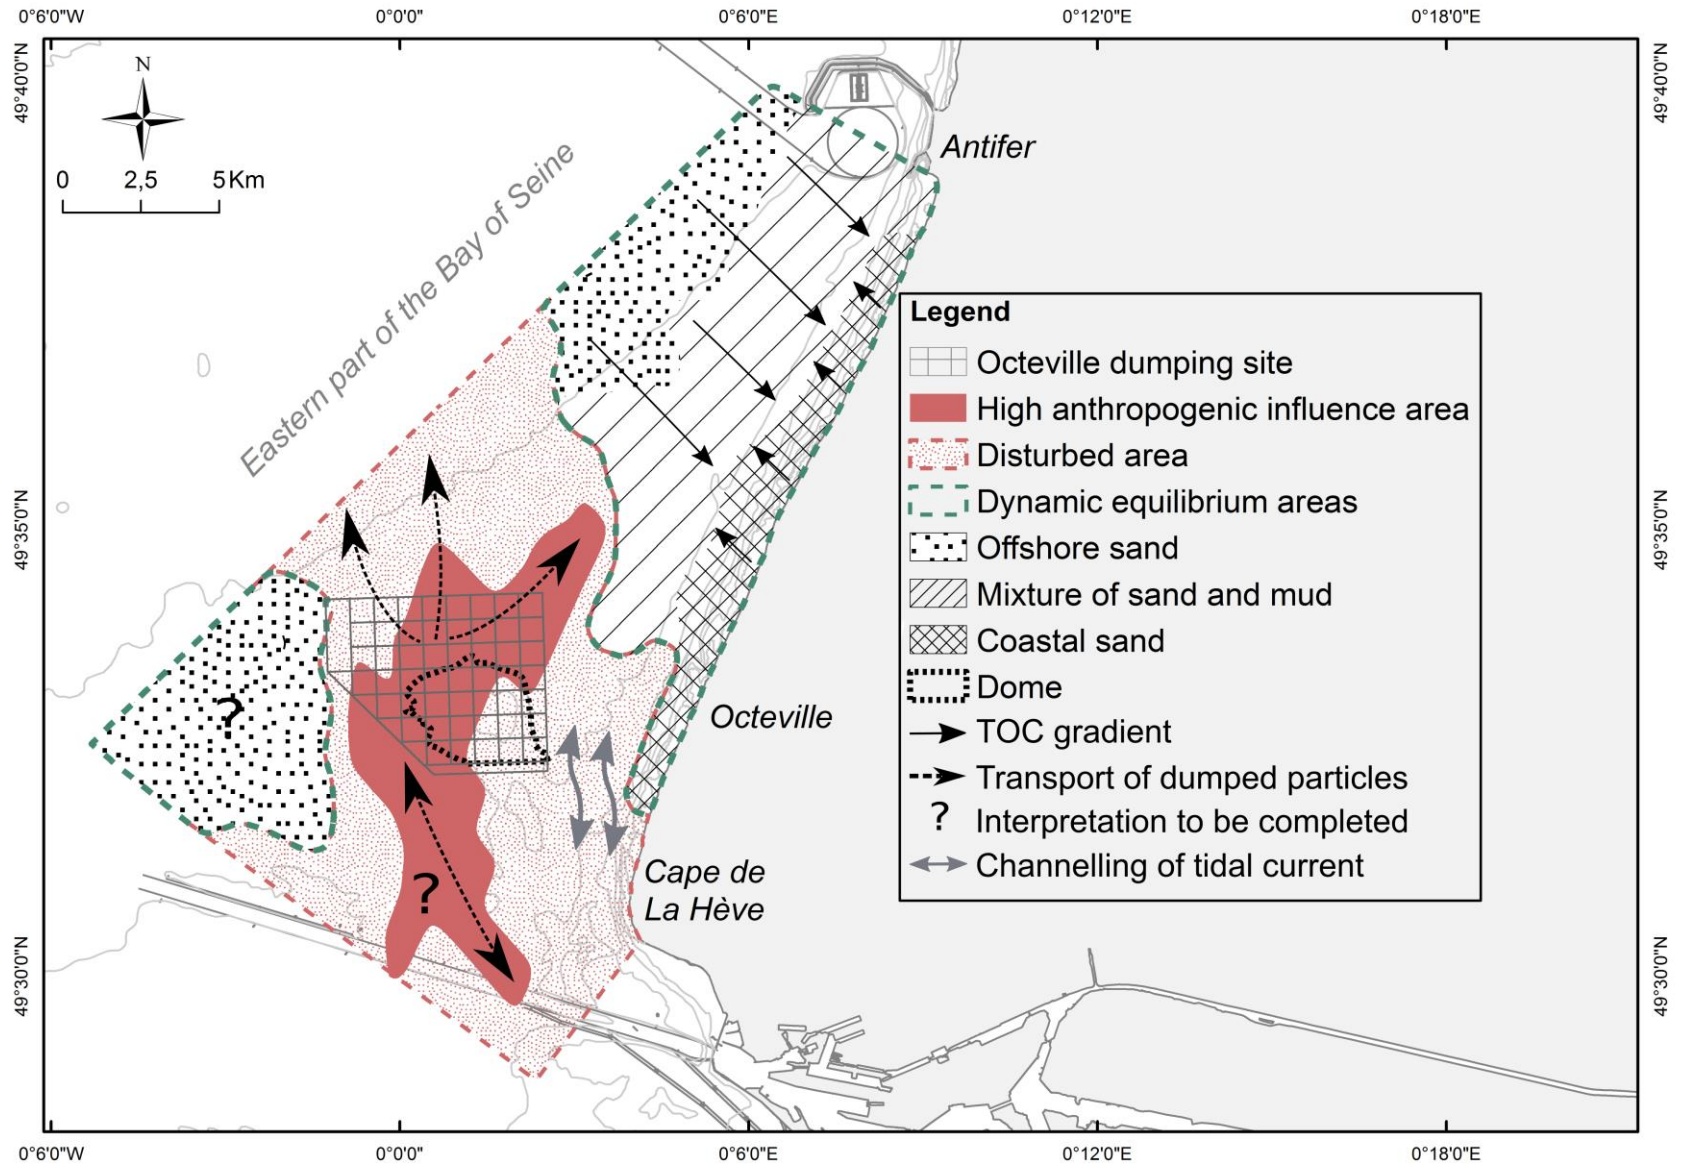 0°6'0"W 0°0'0" 0°6'0"E 0°12'0"E 0°18'0"E
49°40'0"N
49°40'0"N
N
0 2,5 5 Km
Antifer
Eastern part of the Bay of Seine
Legend
Octeville dumping site
High anthropogenic influence area
Disturbed area
Dynamic equilibrium areas
Offshore sand
Mixture of sand and mud
Coastal sand
Dome
TOC gradient
Transport of dumped particles
? Interpretation to be completed
Channelling of tidal current
49°35'0"N
49°35'0"N
?
Octeville
?
Cape de
La Hève
49°30'0"N
49°30'0"N
0°6'0"W 0°0'0" 0°6'0"E 0°12'0"E 0°18'0"E